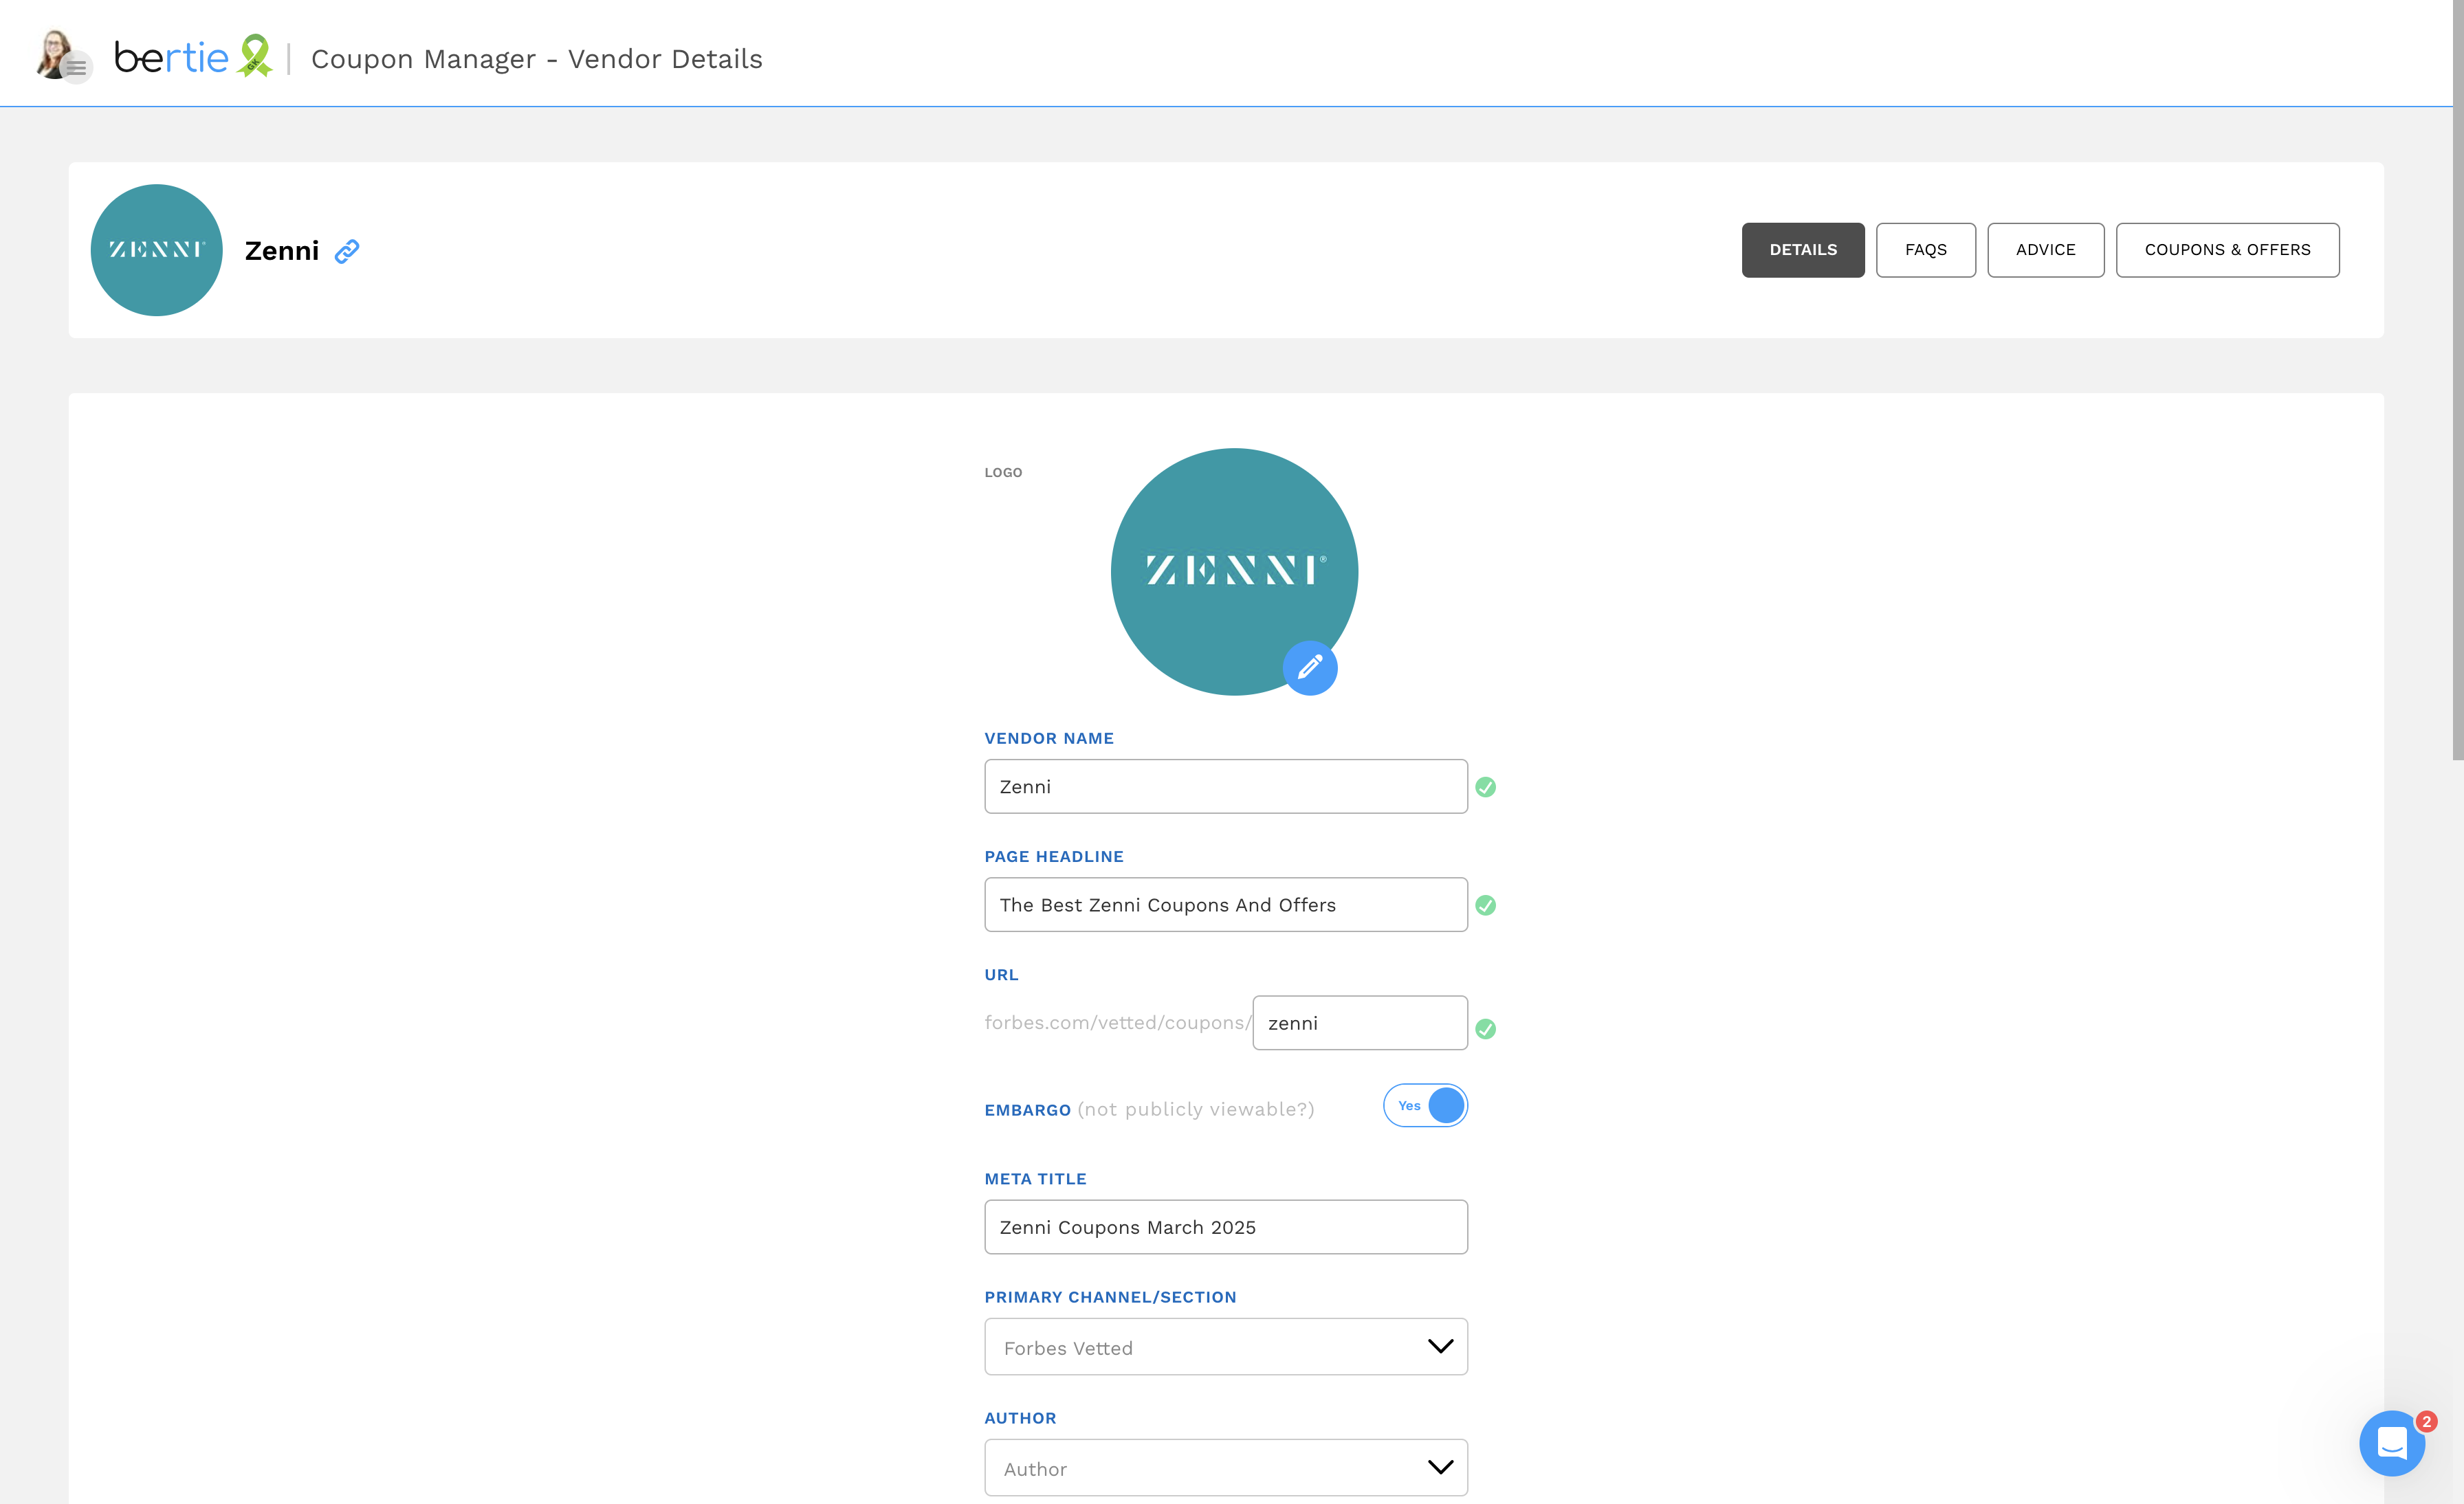 bertie GK Coupon Manager - Vendor Details
ZENNI® Zenni DETAILS FAQS ADVICE COUPONS & OFFERS
LOGO
ZENNI®
VENDOR NAME
Zenni
PAGE HEADLINE
The Best Zenni Coupons And Offers
URL
forbes.com/vetted/coupons/ zenni
EMBARGO (not publicly viewable?) Yes
META TITLE
Zenni Coupons March 2025
PRIMARY CHANNEL/SECTION
Forbes Vetted
AUTHOR
Author
2